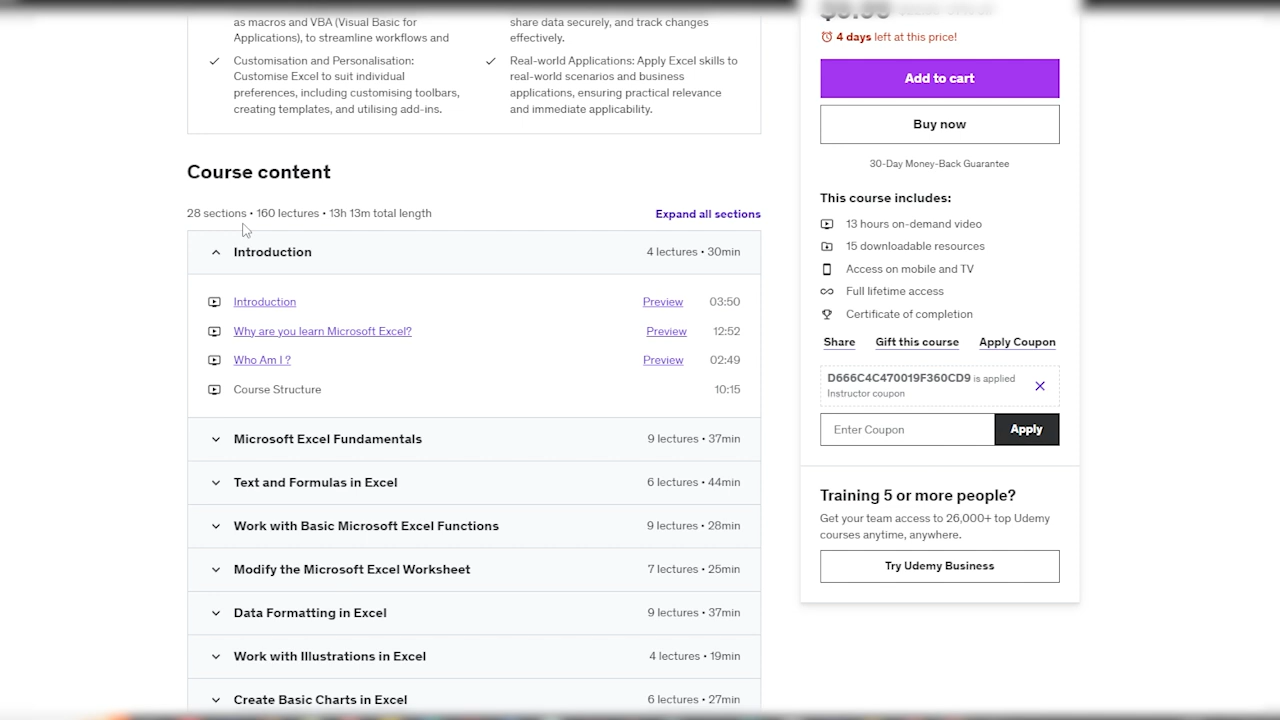 as macros and VBA (Visual Basic for
Applications), to streamline workflows and
share data securely, and track changes
effectively.
Customisation and Personalisation:
Customise Excel to suit individual
preferences, including customising toolbars,
creating templates, and utilising add-ins.
Real-world Applications: Apply Excel skills to
real-world scenarios and business
applications, ensuring practical relevance
and immediate applicability.
Course content
28 sections • 160 lectures • 13h 13m total length
Expand all sections
Introduction 4 lectures • 30min
Introduction Preview 03:50
Why are you learn Microsoft Excel? Preview 12:52
Who Am I ? Preview 02:49
Course Structure 10:15
Microsoft Excel Fundamentals 9 lectures • 37min
Text and Formulas in Excel 6 lectures • 44min
Work with Basic Microsoft Excel Functions 9 lectures • 28min
Modify the Microsoft Excel Worksheet 7 lectures • 25min
Data Formatting in Excel 9 lectures • 37min
Work with Illustrations in Excel 4 lectures • 19min
Create Basic Charts in Excel 6 lectures • 27min
4 days left at this price!
Add to cart
Buy now
30-Day Money-Back Guarantee
This course includes:
13 hours on-demand video
15 downloadable resources
Access on mobile and TV
Full lifetime access
Certificate of completion
Share Gift this course Apply Coupon
D666C4C470019F360CD9 is applied
Instructor coupon
Enter Coupon Apply
Training 5 or more people?
Get your team access to 26,000+ top Udemy
courses anytime, anywhere.
Try Udemy Business